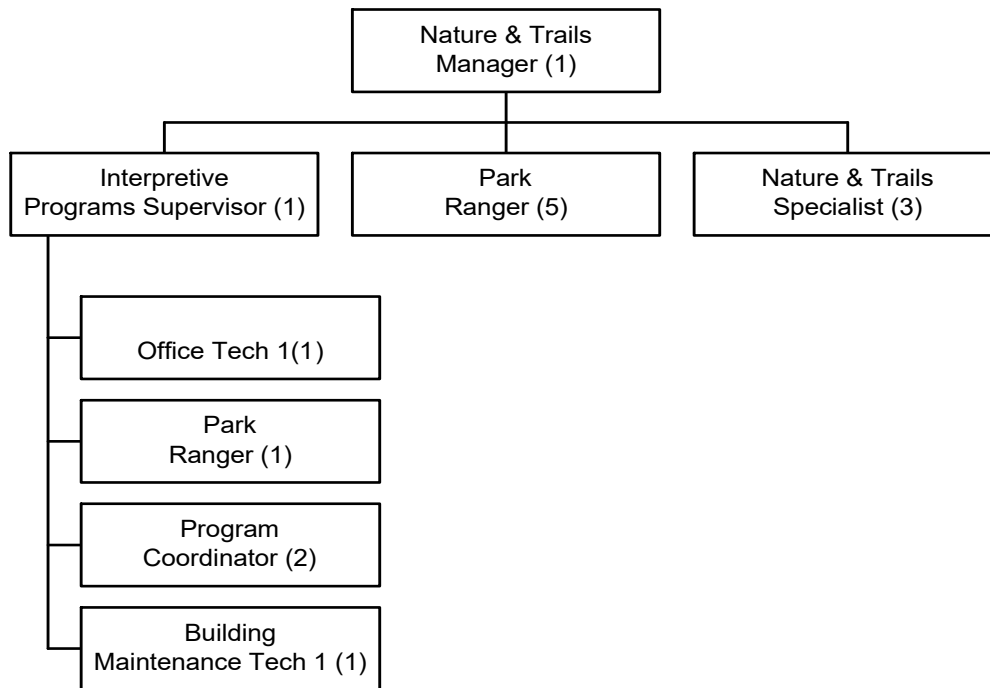 Nature & Trails
Manager (1)
Interpretive
Programs Supervisor (1)
Park
Ranger (5)
Nature & Trails
Specialist (3)
Office Tech 1(1)
Park
Ranger (1)
Program
Coordinator (2)
Building
Maintenance Tech 1 (1)